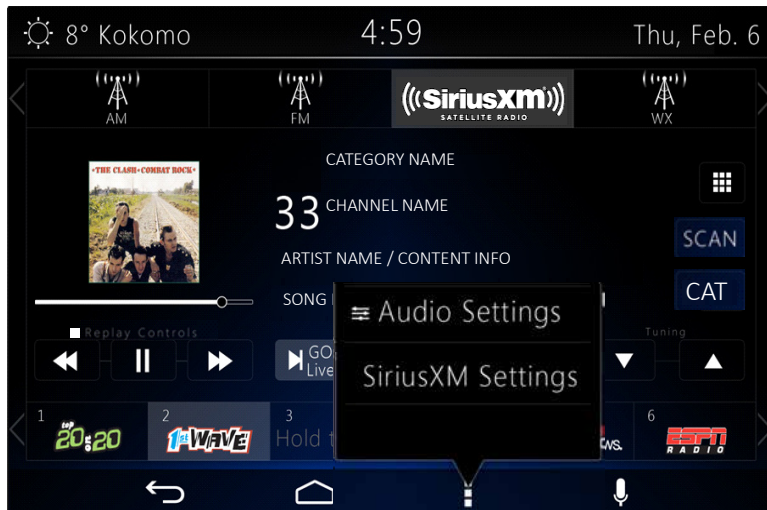 8° Kokomo
4:59
Thu, Feb. 6
AM
FM
((SiriusXM))
SATELLITE RADIO
WX
CATEGORY NAME
·THE CLASH·COMBAT ROCK·
33 CHANNEL NAME
SCAN
ARTIST NAME / CONTENT INFO
CAT
SONG
Audio Settings
Replay Controls
Tuning
GO
Live
SiriusXM Settings
1
top 20 on 20
2
1st WAVE
3
Hold
6
ESPN
RADIO